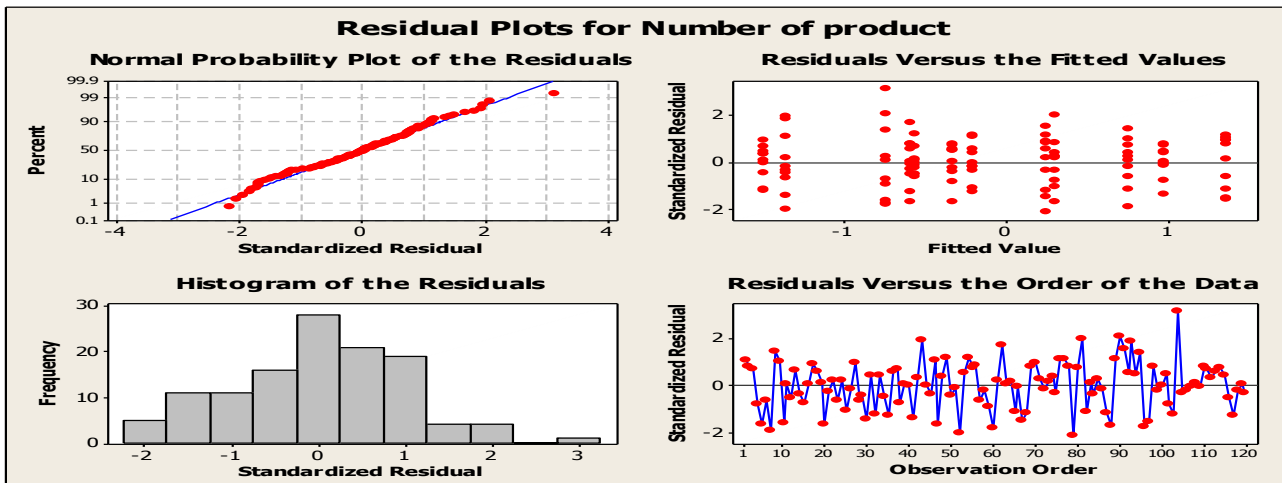 Residual Plots for Number of product
Normal Probability Plot of the Residuals
99.9
99
90
50
10
1
0.1
Percent
-4 -2 0 2 4
Standardized Residual
Residuals Versus the Fitted Values
2
0
-2
Standardized Residual
-1 0 1
Fitted Value
Histogram of the Residuals
30
20
10
0
Frequency
-2 -1 0 1 2 3
Standardized Residual
Residuals Versus the Order of the Data
2
0
-2
Standardized Residual
1 10 20 30 40 50 60 70 80 90 100 110 120
Observation Order